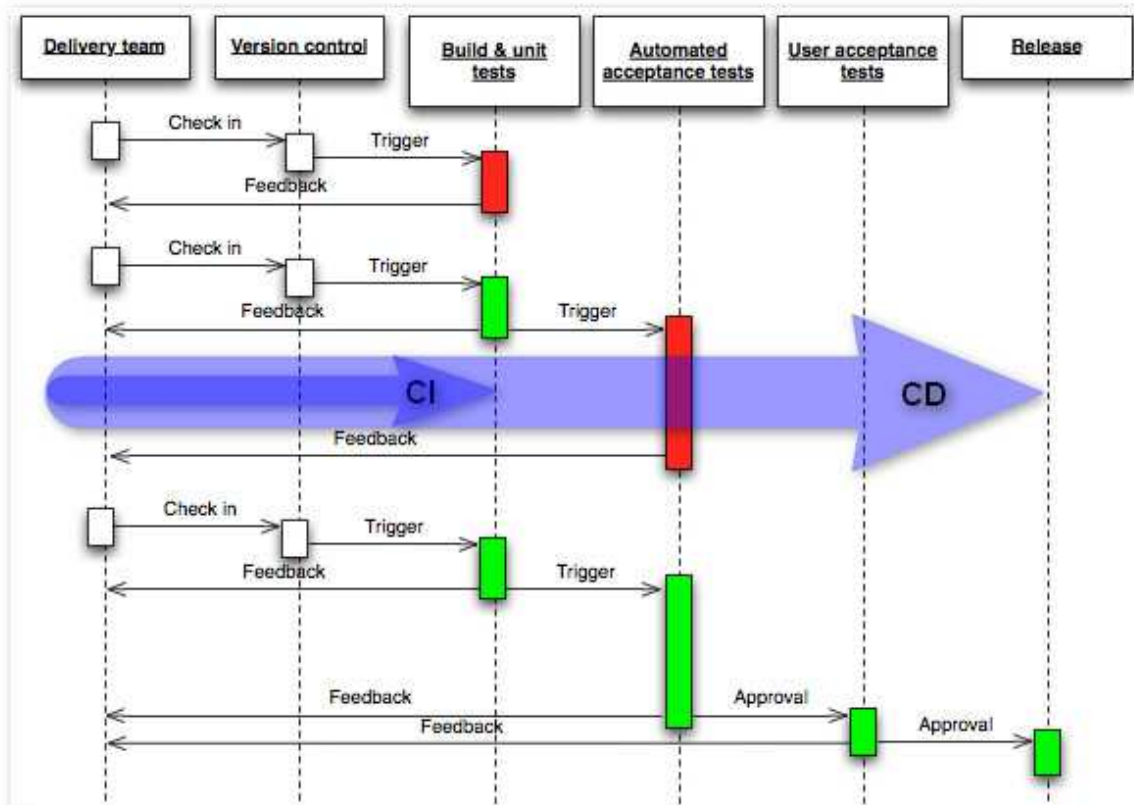 Delivery team
Version control
Build & unit
tests
Automated
acceptance tests
User acceptance
tests
Release
Check in
Trigger
Feedback
Check in
Trigger
Feedback
Trigger
CI
CD
Feedback
Check in
Trigger
Feedback
Trigger
Feedback
Approval
Feedback
Approval